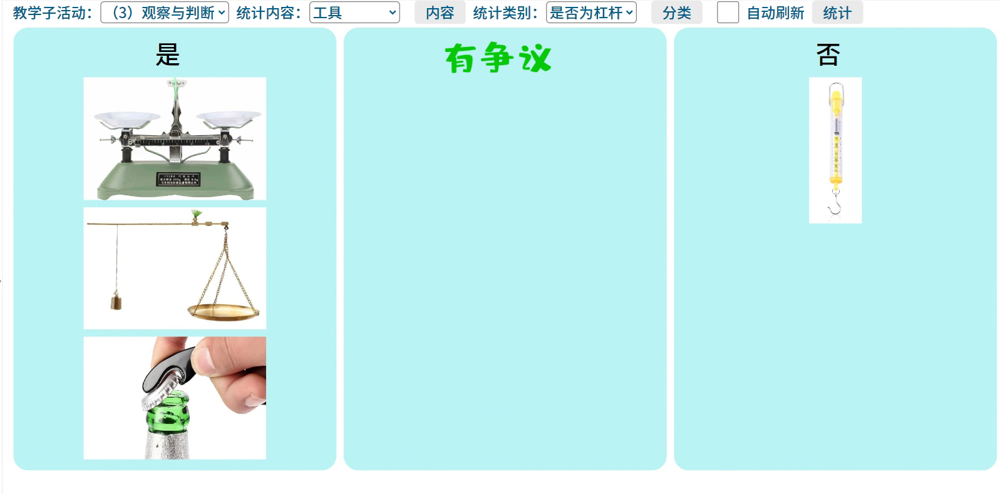 教学子活动：（3）观察与判断 统计内容：工具 内容 统计类别：是否为杠杆 分类 自动刷新 统计
是
有争议
否